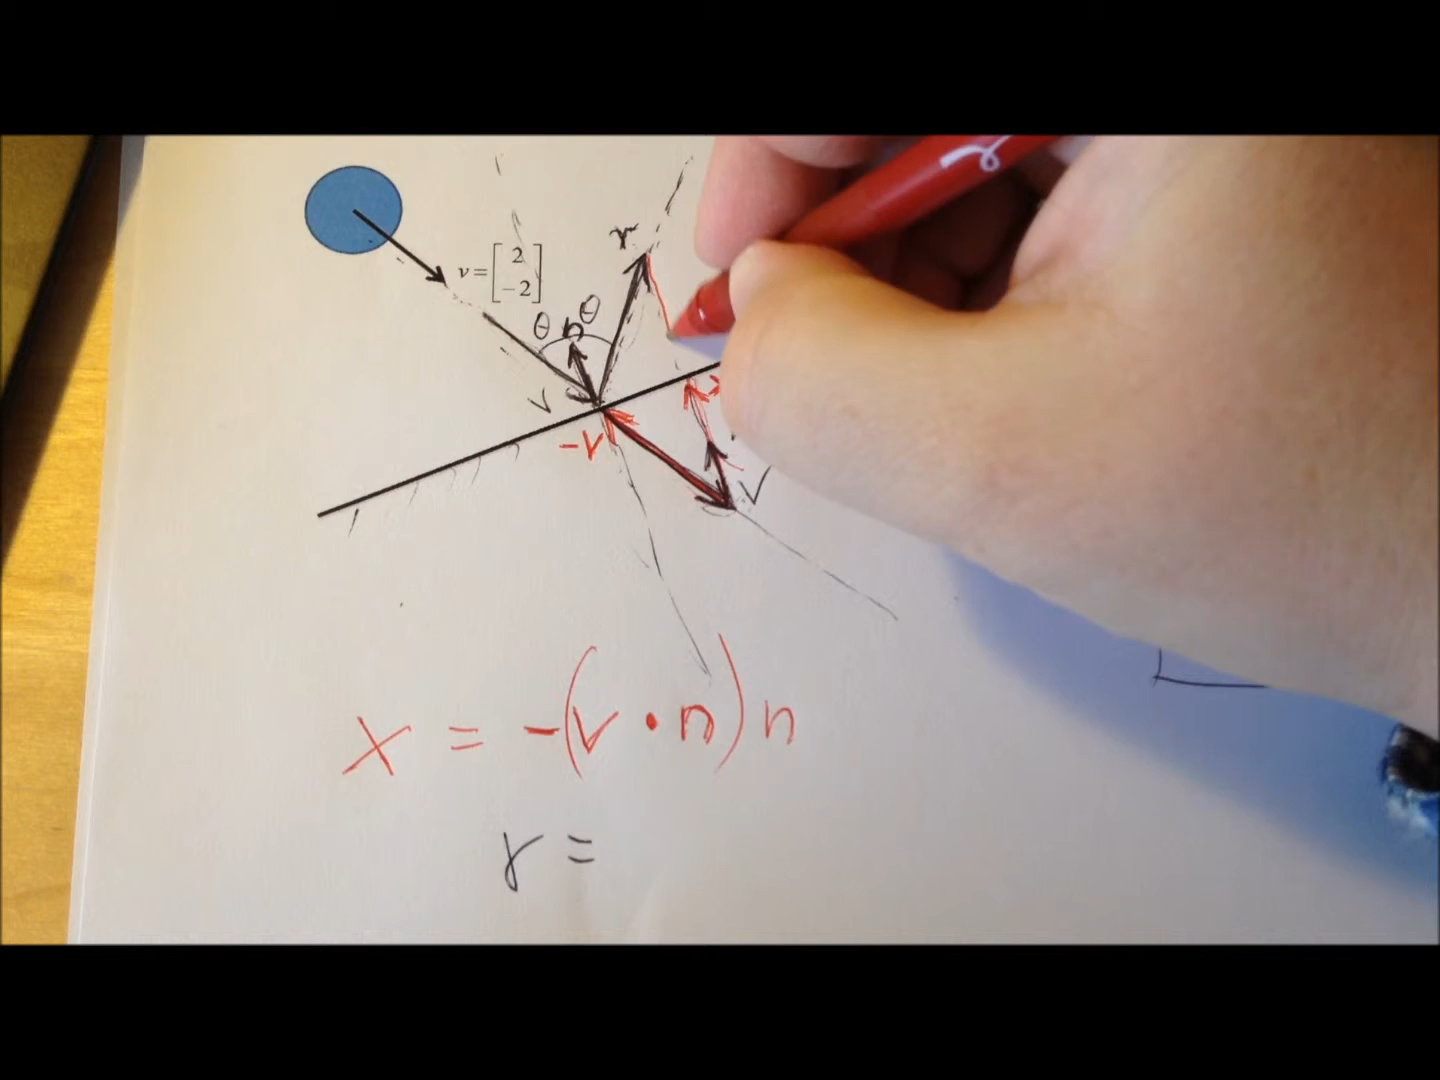 r
v = [2 -2]
θ n θ
v
-v
v
x = -(v · n)n
r =